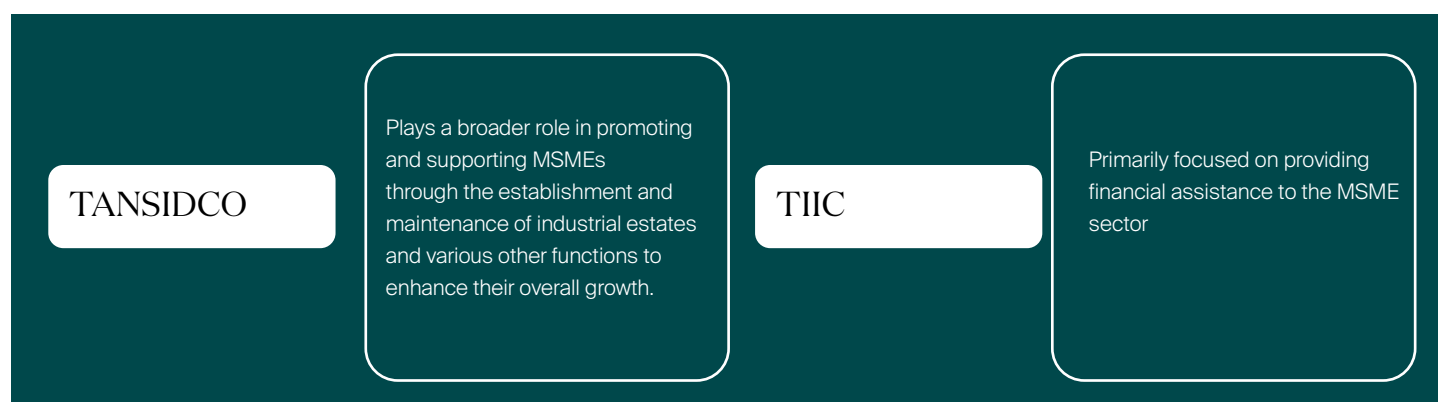 TANSIDCO
Plays a broader role in promoting
and supporting MSMEs
through the establishment and
maintenance of industrial estates
and various other functions to
enhance their overall growth.
TIIC
Primarily focused on providing
financial assistance to the MSME
sector